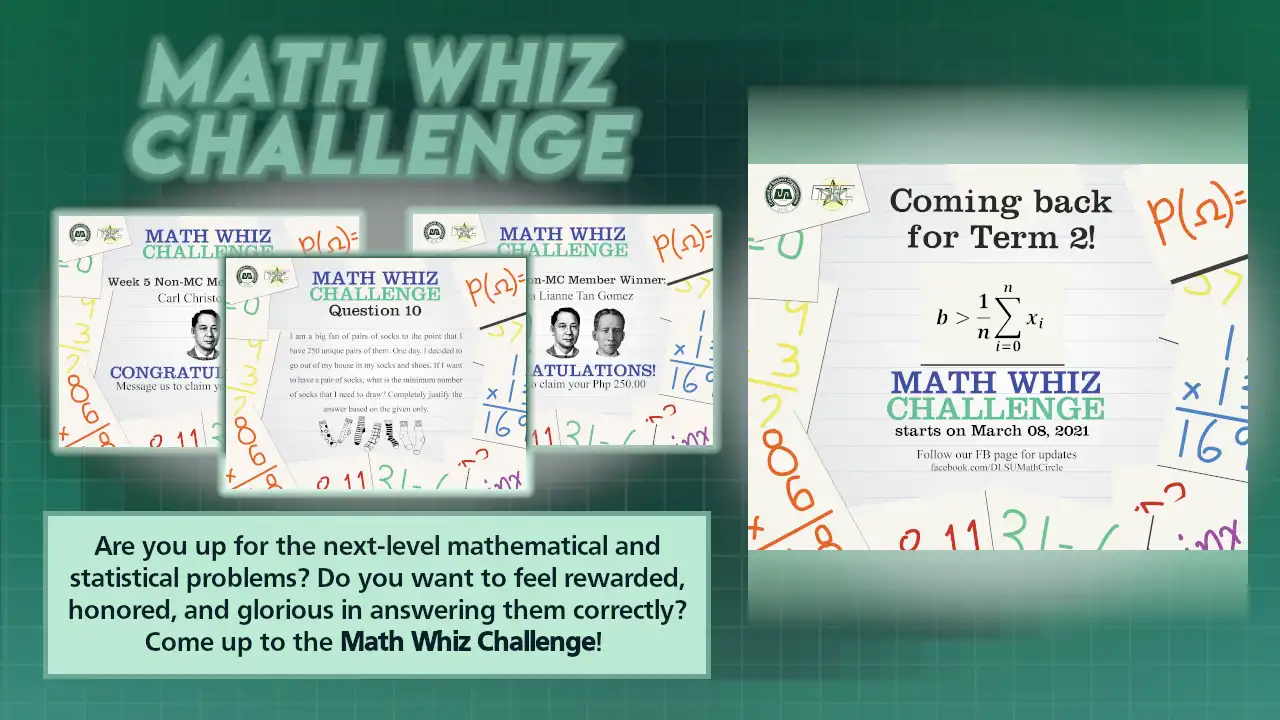 MATH WHIZ
CHALLENGE
MATH WHIZ
CHALLENGE
Week 5 Non-MC Me
Carl Christo
CONGRATU
Message us to claim yo
P(Ω)=
MATH WHIZ
CHALLENGE
Question 10
I am a big fan of pairs of socks to the point that I
have 250 unique pairs of them. One day, I decided to
go out of my house in my socks and shoes. If I want
to have a pair of socks, what is the minimum number
of socks that I need to draw? Completely justify the
answer based on the given only.
P(Ω)=
MATH WHIZ
CHALLENGE
on-MC Member Winner:
a Lianne Tan Gomez
ATULATIONS!
o claim your Php 250.00
P(Ω)=
Are you up for the next-level mathematical and
statistical problems? Do you want to feel rewarded,
honored, and glorious in answering them correctly?
Come up to the Math Whiz Challenge!
Coming back
for Term 2!
b > 1/n ∑ i=0 n xi
MATH WHIZ
CHALLENGE
starts on March 08, 2021
Follow our FB page for updates
facebook.com/DLSUMathCircle
P(Ω)=